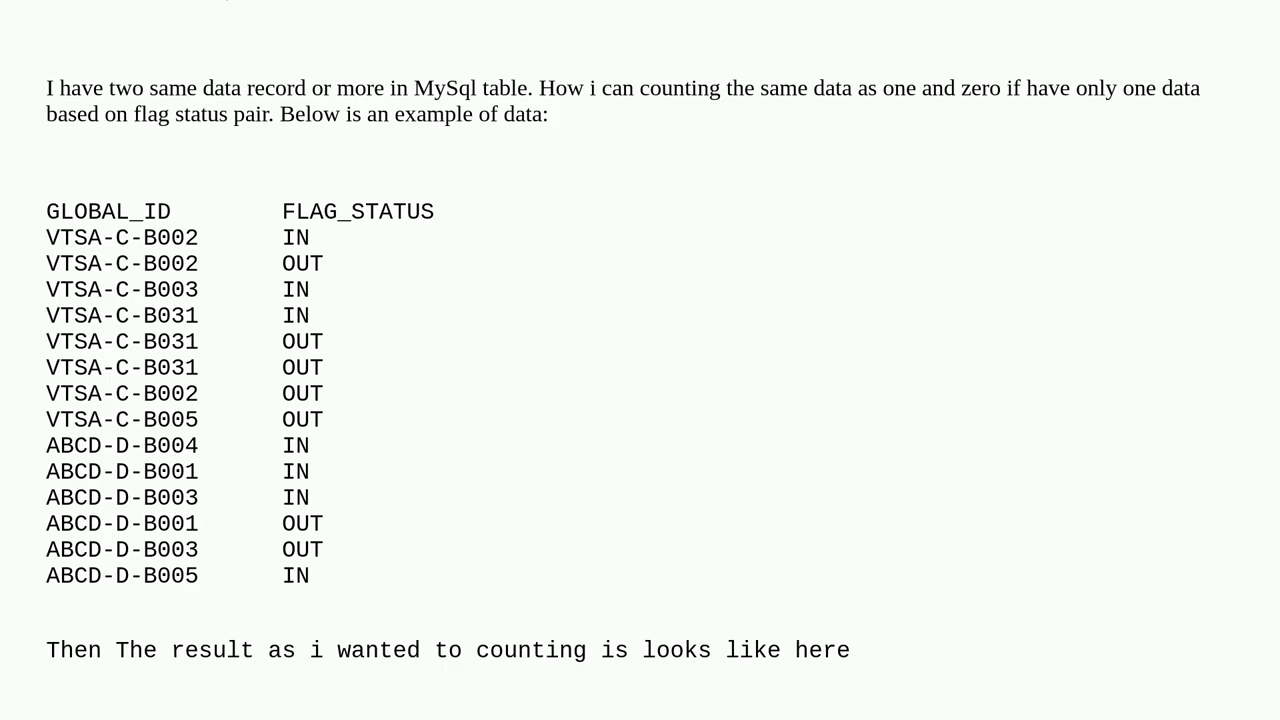 I have two same data record or more in MySql table. How i can counting the same data as one and zero if have only one data
based on flag status pair. Below is an example of data:
GLOBAL_ID FLAG_STATUS
VTSA-C-B002 IN
VTSA-C-B002 OUT
VTSA-C-B003 IN
VTSA-C-B031 IN
VTSA-C-B031 OUT
VTSA-C-B031 OUT
VTSA-C-B002 OUT
VTSA-C-B005 OUT
ABCD-D-B004 IN
ABCD-D-B001 IN
ABCD-D-B003 IN
ABCD-D-B001 OUT
ABCD-D-B003 OUT
ABCD-D-B005 IN
Then The result as i wanted to counting is looks like here